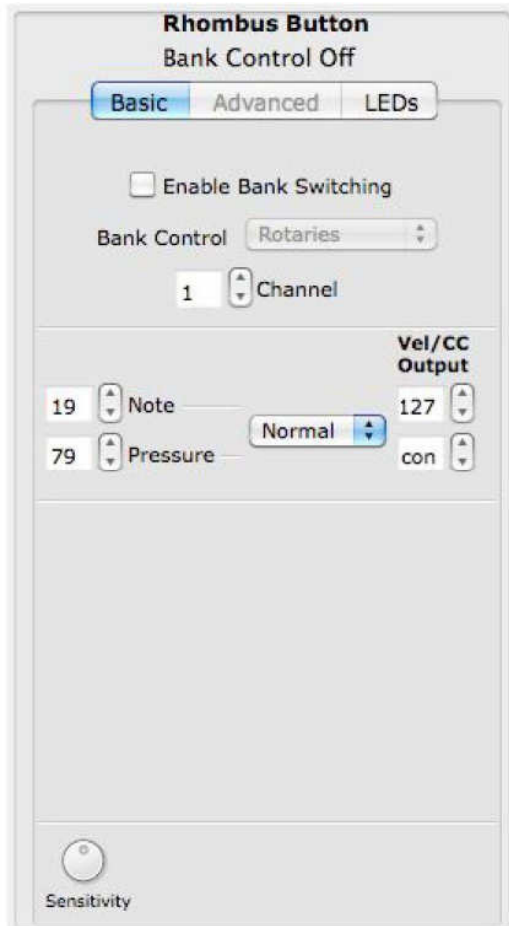 Rhombus Button
Bank Control Off
Basic Advanced LEDs
Enable Bank Switching
Bank Control Rotaries
1 Channel
Vel/CC
Output
19 Note 127
Normal
79 Pressure con
Sensitivity